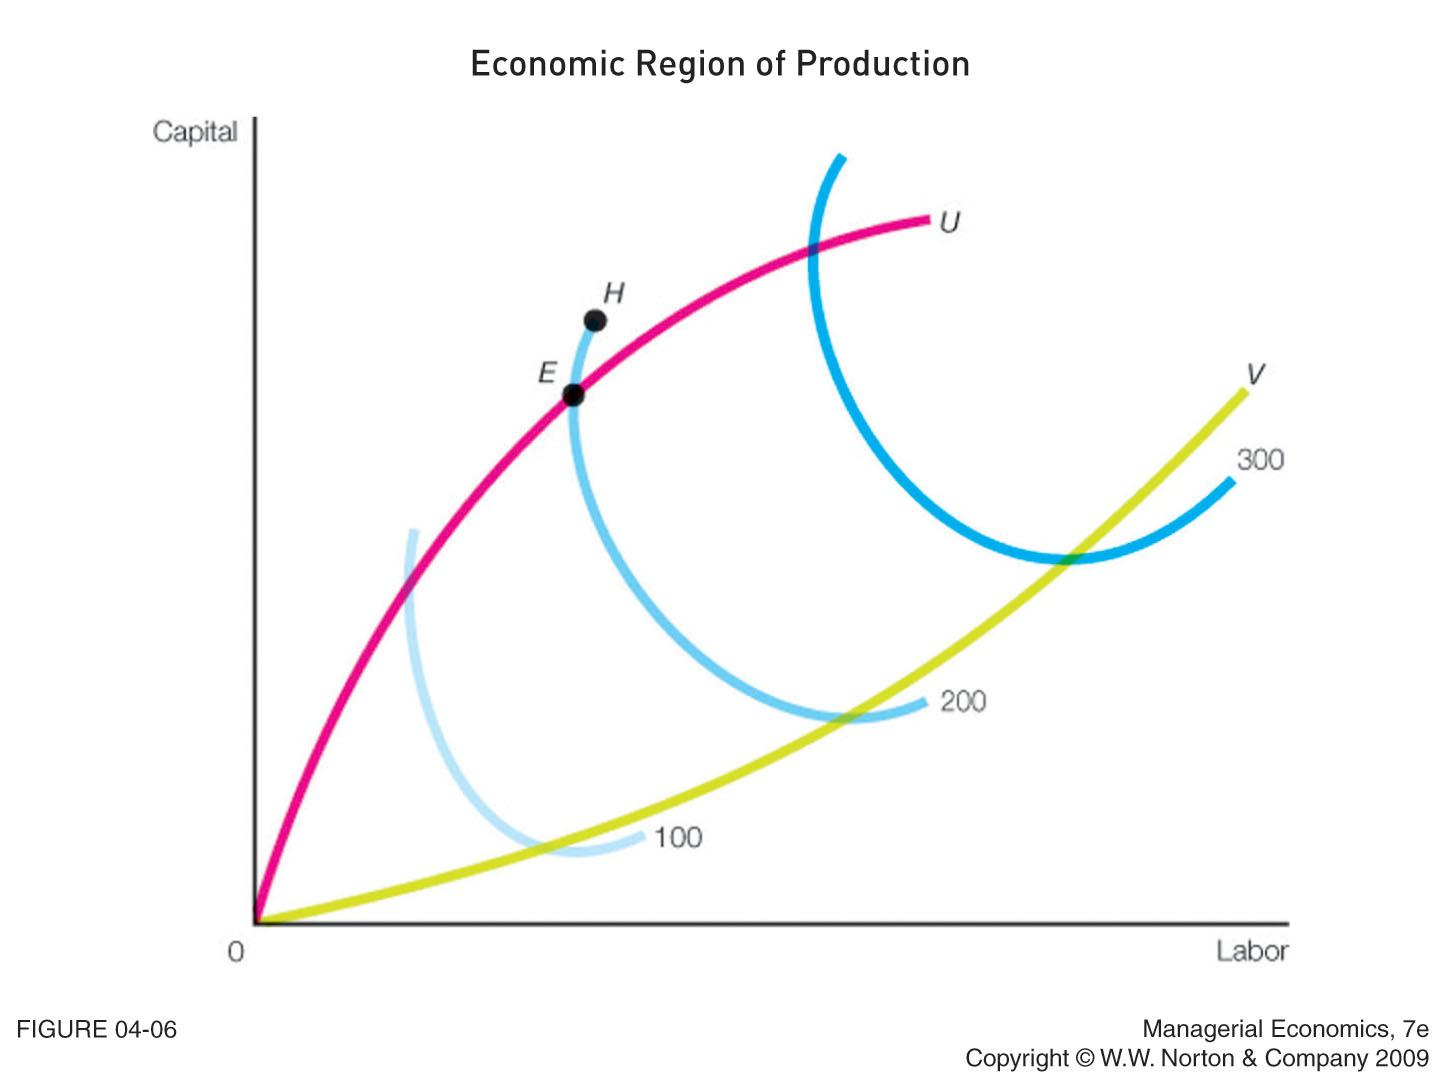 Economic Region of Production
Capital
U
H
E
V
300
200
100
0
Labor
FIGURE 04-06
Managerial Economics, 7e
Copyright © W.W. Norton & Company 2009